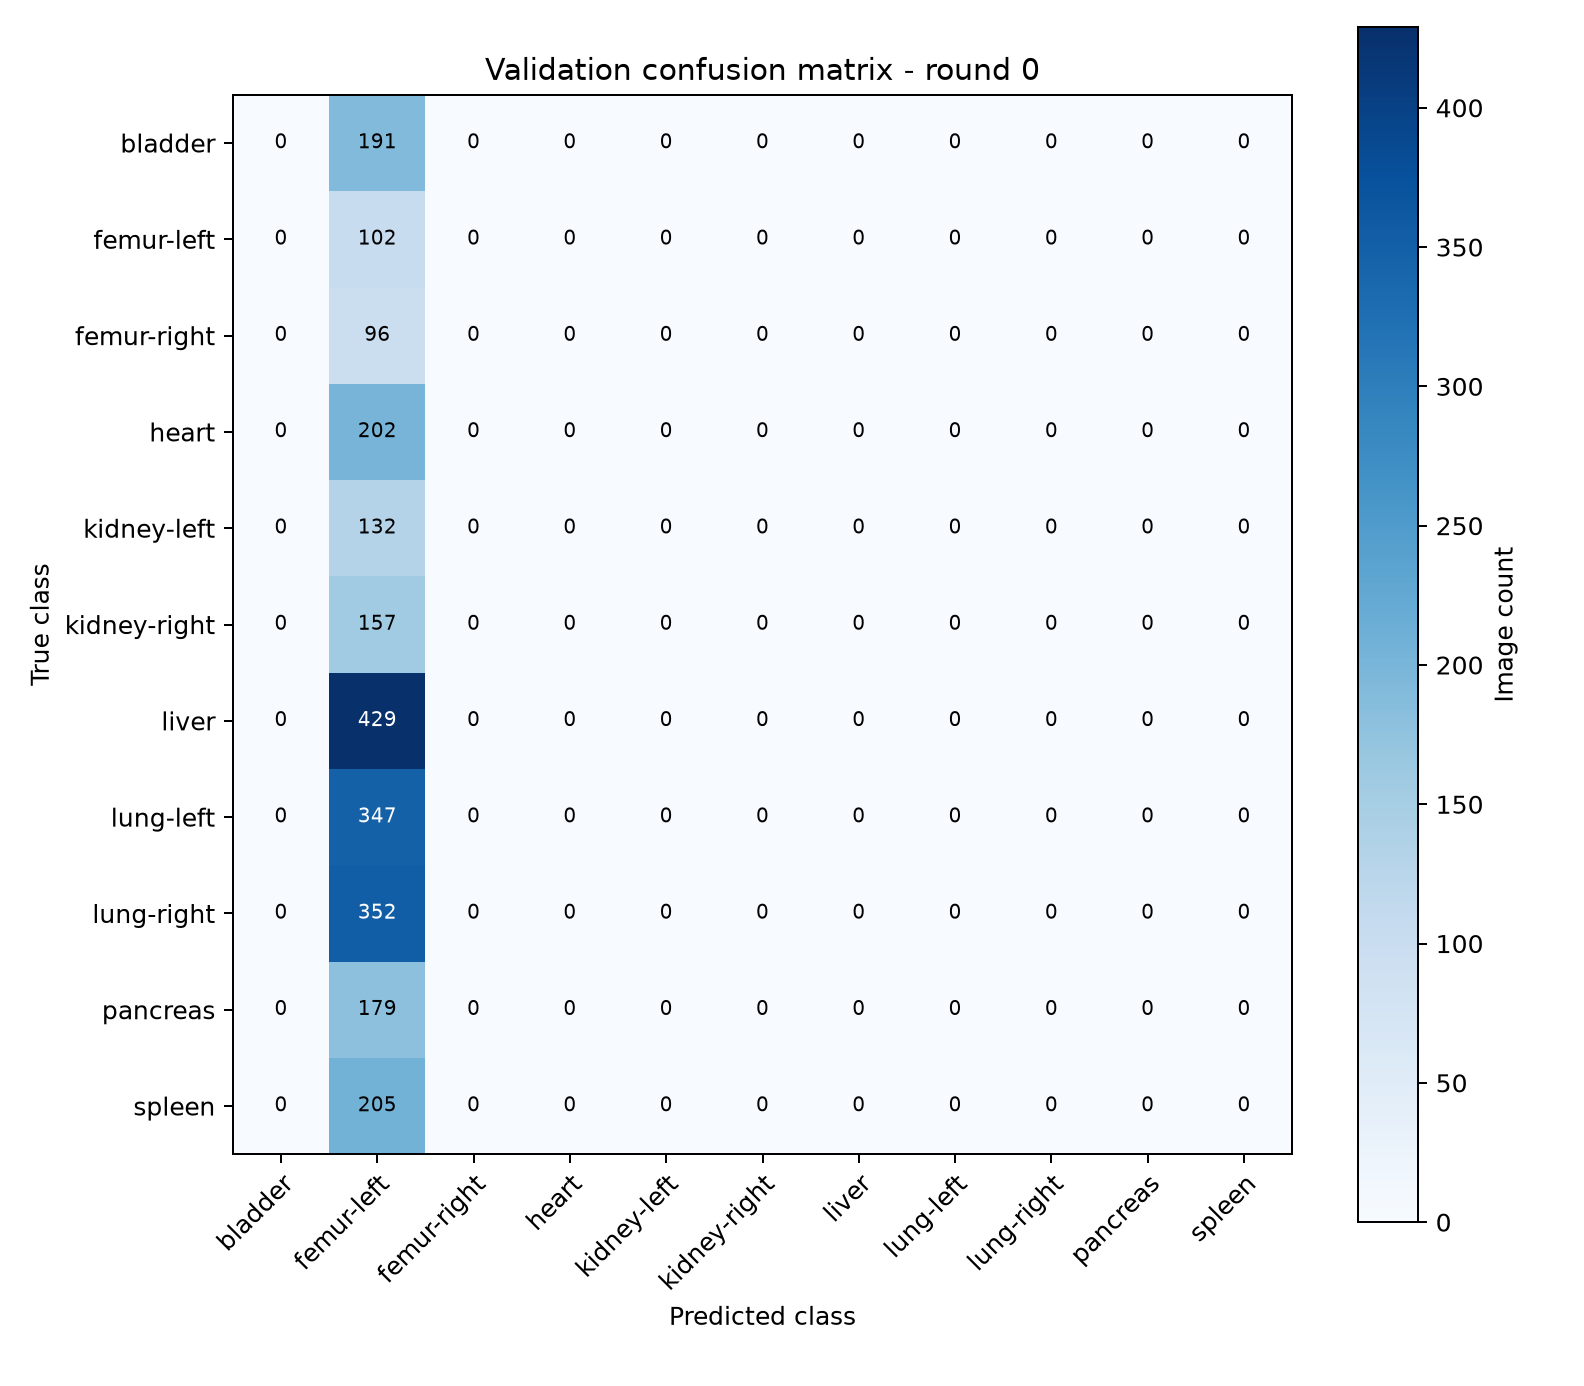 Validation confusion matrix - round 0
bladder 0 191 0 0 0 0 0 0 0 0 0
femur-left 0 102 0 0 0 0 0 0 0 0 0
femur-right 0 96 0 0 0 0 0 0 0 0 0
heart 0 202 0 0 0 0 0 0 0 0 0
kidney-left 0 132 0 0 0 0 0 0 0 0 0
kidney-right 0 157 0 0 0 0 0 0 0 0 0
liver 0 429 0 0 0 0 0 0 0 0 0
lung-left 0 347 0 0 0 0 0 0 0 0 0
lung-right 0 352 0 0 0 0 0 0 0 0 0
pancreas 0 179 0 0 0 0 0 0 0 0 0
spleen 0 205 0 0 0 0 0 0 0 0 0
True class
bladder femur-left femur-right heart kidney-left kidney-right liver lung-left lung-right pancreas spleen
Predicted class
400
350
300
250
200
150
100
50
0
Image count